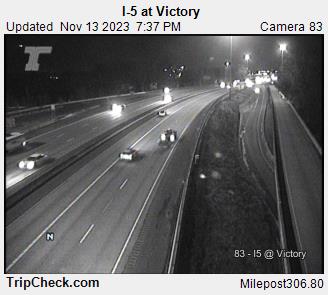 I-5 at Victory
Updated Nov 13 2023 7:37 PM Camera 83
T
N
83 - I5 @ Victory
TripCheck.com Milepost306.80